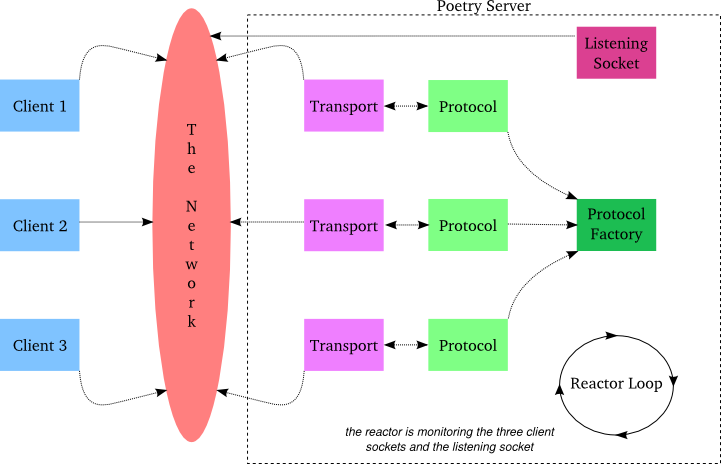 Poetry Server
Listening
Socket
Client 1
Transport
Protocol
The Network
Client 2
Transport
Protocol
Protocol
Factory
Client 3
Transport
Protocol
Reactor Loop
the reactor is monitoring the three client
sockets and the listening socket